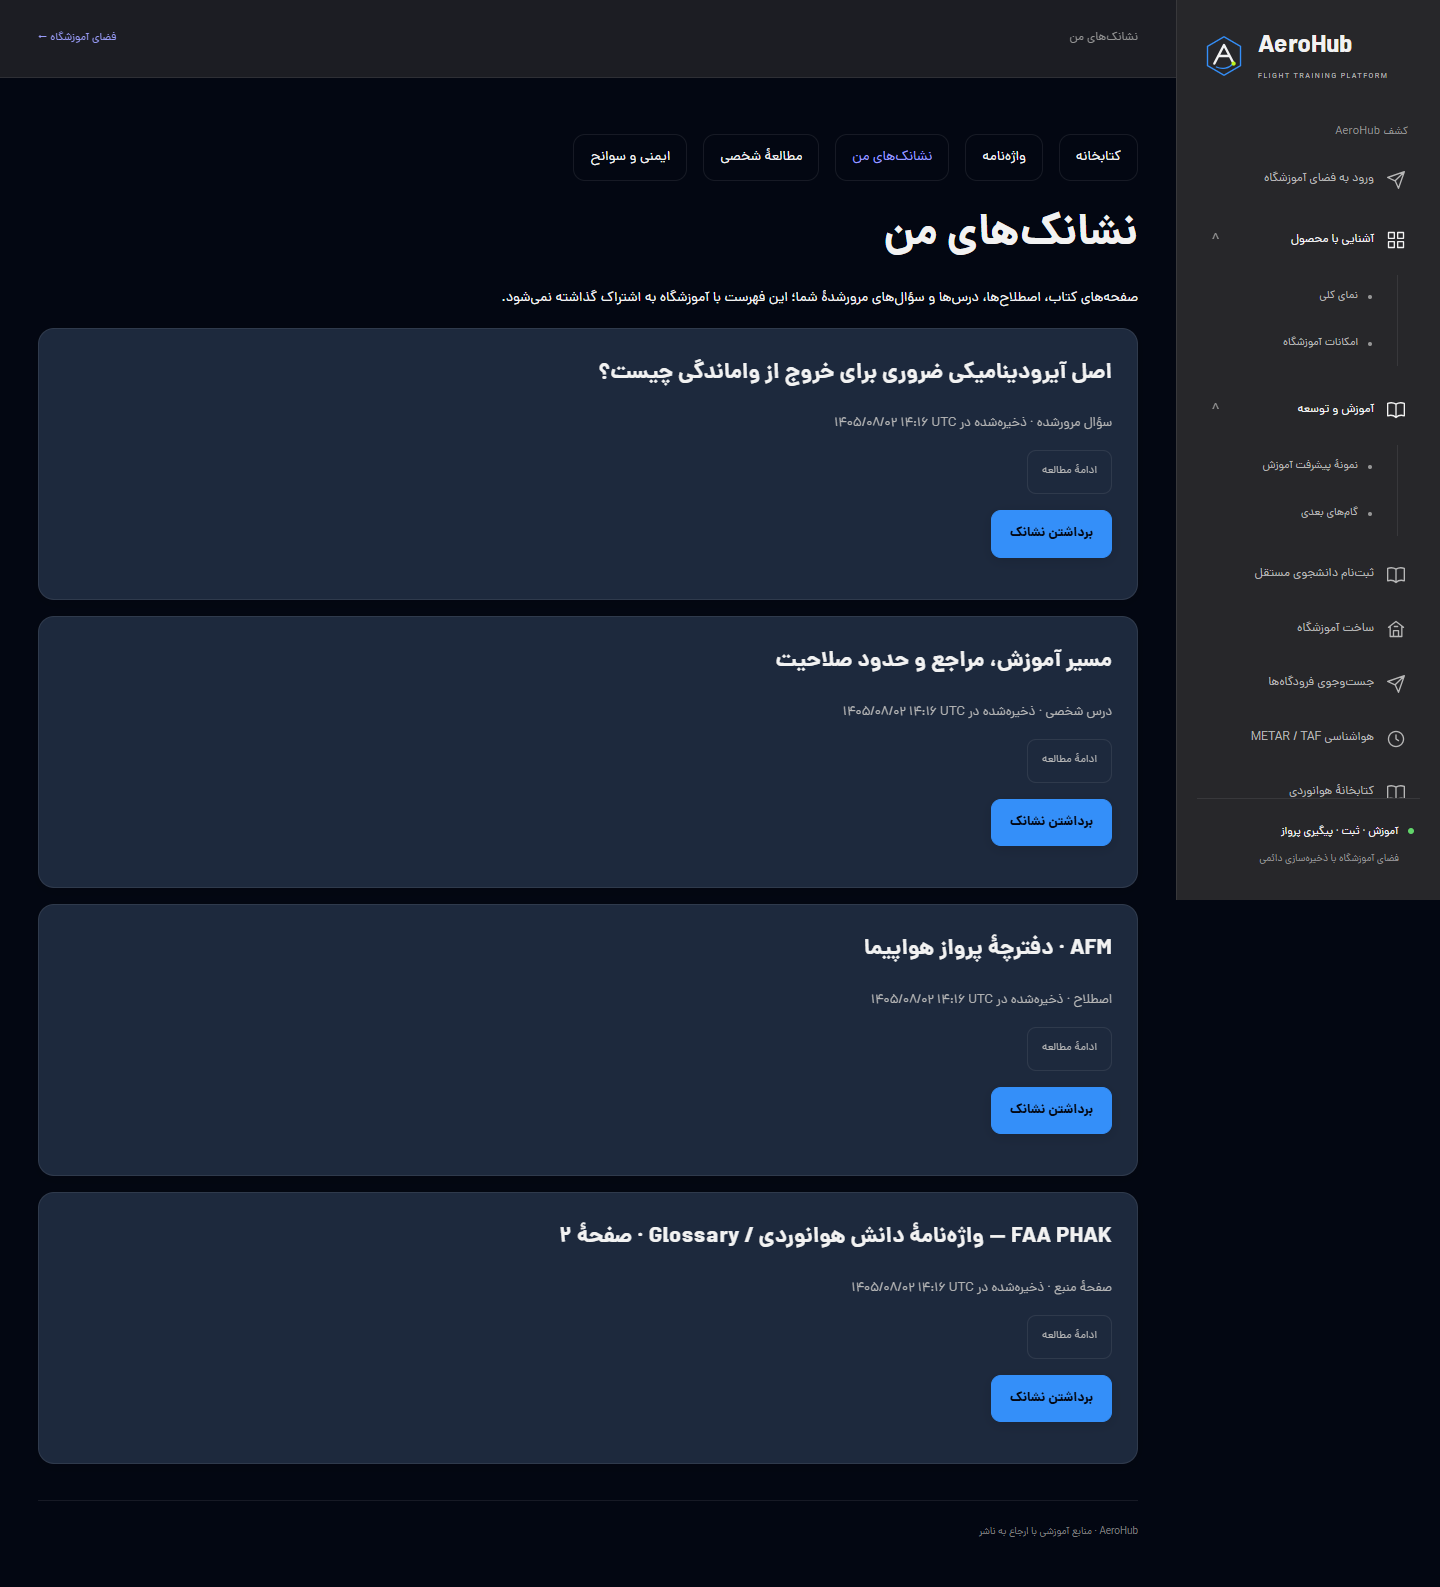 AeroHub
FLIGHT TRAINING PLATFORM
کشف AeroHub
ورود به فضای آموزشگاه
آشنایی با محصول
نمای کلی
امکانات آموزشگاه
آموزش و توسعه
نمونهٔ پیشرفت آموزش
گام‌های بعدی
ثبت‌نام دانشجوی مستقل
ساخت آموزشگاه
جست‌وجوی فرودگاه‌ها
هواشناسی METAR / TAF
کتابخانهٔ هوانوردی
آموزش · ثبت · پیگیری پرواز
فضای آموزشگاه با ذخیره‌سازی دائمی
نشانک‌های من
فضای آموزشگاه ←
کتابخانه
واژه‌نامه
نشانک‌های من
مطالعهٔ شخصی
ایمنی و سوانح
نشانک‌های من
صفحه‌های کتاب، اصطلاح‌ها، درس‌ها و سؤال‌های مرورشدهٔ شما؛ این فهرست با آموزشگاه به اشتراک گذاشته نمی‌شود.
اصل آیرودینامیکی ضروری برای خروج از واماندگی چیست؟
سؤال مرورشده · ذخیره‌شده در ۱۴۰۵/۰۸/۰۲ ۱۴:۱۶ UTC
ادامهٔ مطالعه
برداشتن نشانک
مسیر آموزش، مراجع و حدود صلاحیت
درس شخصی · ذخیره‌شده در ۱۴۰۵/۰۸/۰۲ ۱۴:۱۶ UTC
ادامهٔ مطالعه
برداشتن نشانک
AFM · دفترچهٔ پرواز هواپیما
اصطلاح · ذخیره‌شده در ۱۴۰۵/۰۸/۰۲ ۱۴:۱۶ UTC
ادامهٔ مطالعه
برداشتن نشانک
FAA PHAK — واژه‌نامهٔ دانش هوانوردی / Glossary · صفحهٔ ۲
صفحهٔ منبع · ذخیره‌شده در ۱۴۰۵/۰۸/۰۲ ۱۴:۱۶ UTC
ادامهٔ مطالعه
برداشتن نشانک
AeroHub · منابع آموزشی با ارجاع به ناشر